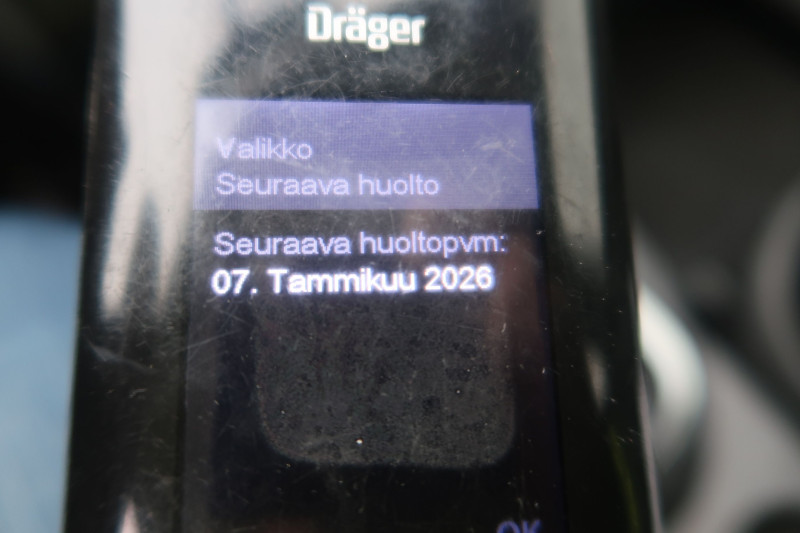 Dräger
Valikko
Seuraava huolto
Seuraava huoltopvm:
07. Tammikuu 2026
OK